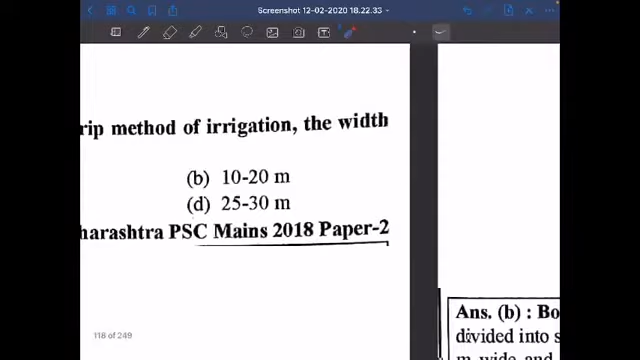 Screenshot 12-02-2020 18.22.33
rip method of irrigation, the width
(b) 10-20 m
(d) 25-30 m
harashtra PSC Mains 2018 Paper-2
118 of 249
Ans. (b) : Bo
divided into s
m wide and